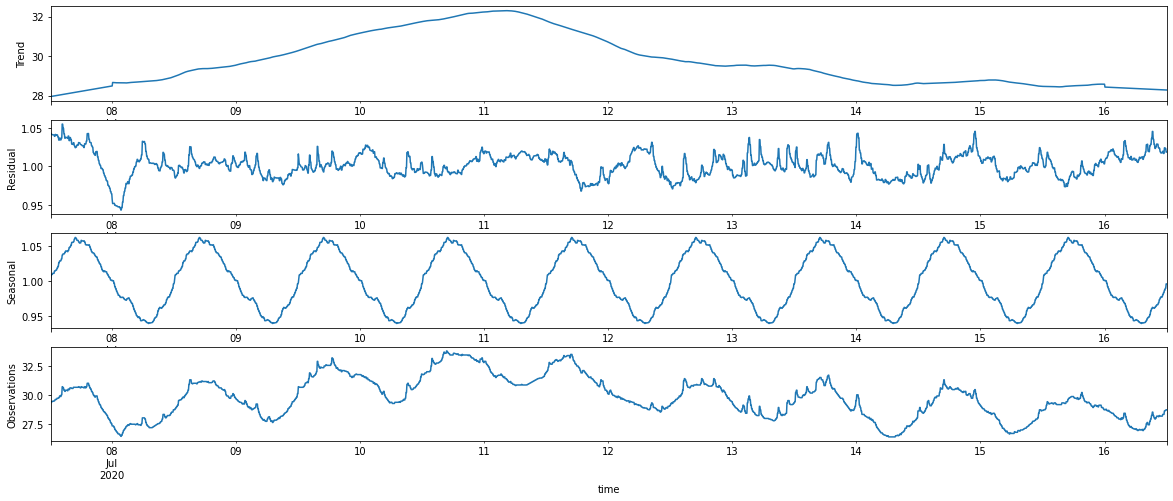 Trend
32
30
28
08 09 10 11 12 13 14 15 16
Residual
1.05
1.00
0.95
08 09 10 11 12 13 14 15 16
Seasonal
1.05
1.00
0.95
08 09 10 11 12 13 14 15 16
Observations
32.5
30.0
27.5
08 09 10 11 12 13 14 15 16
Jul
2020
time